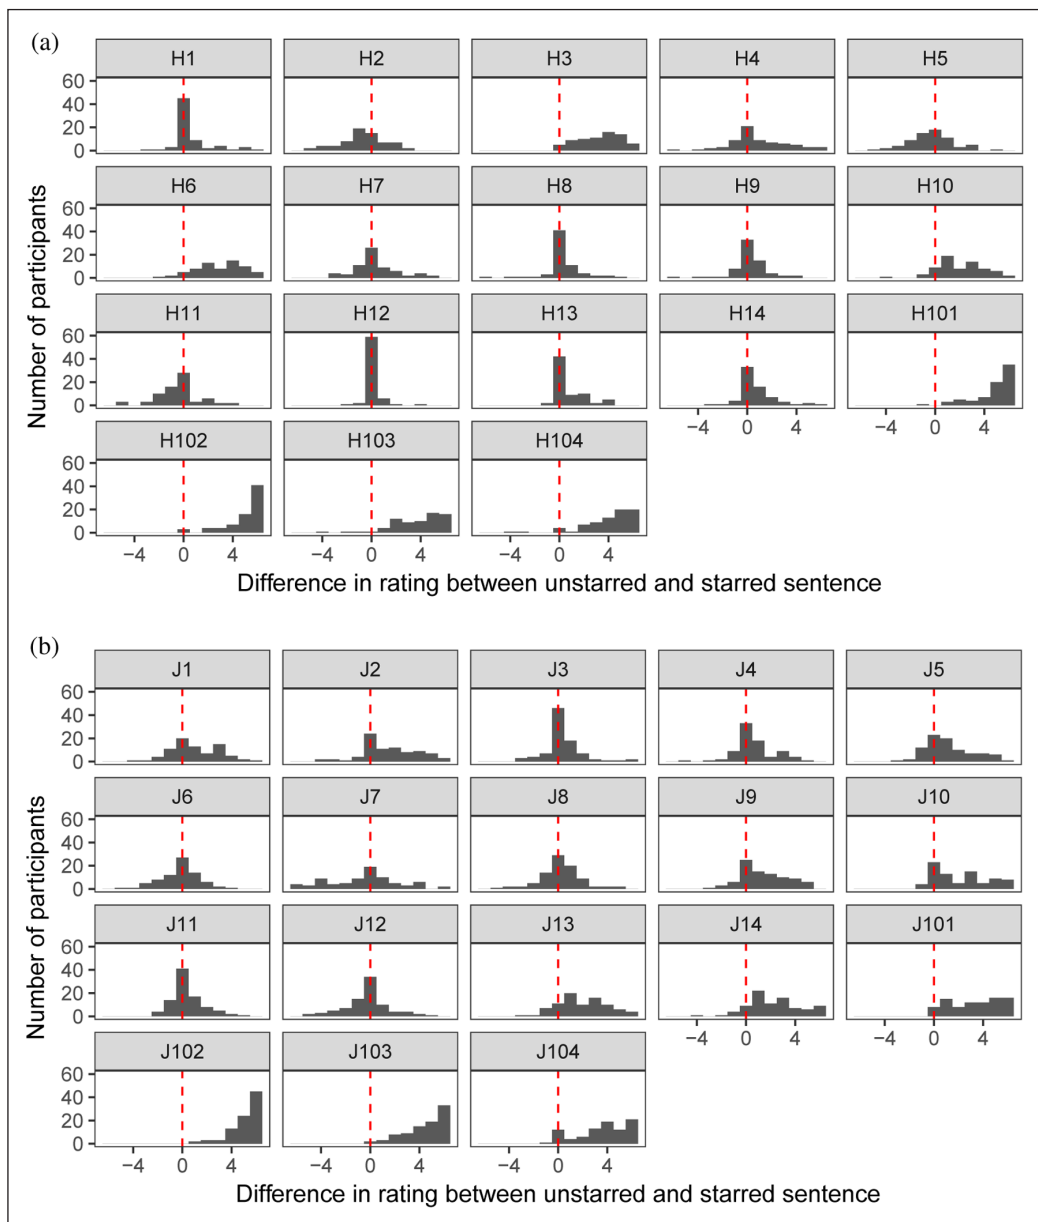 (a)
H1 H2 H3 H4 H5
60
40
20
0
H6 H7 H8 H9 H10
60
40
20
0
H11 H12 H13 H14 H101
60
40
20
0
−4 0 4 −4 0 4
H102 H103 H104
60
40
20
0
−4 0 4 −4 0 4 −4 0 4
Number of participants
Difference in rating between unstarred and starred sentence
(b)
J1 J2 J3 J4 J5
60
40
20
0
J6 J7 J8 J9 J10
60
40
20
0
J11 J12 J13 J14 J101
60
40
20
0
−4 0 4 −4 0 4
J102 J103 J104
60
40
20
0
−4 0 4 −4 0 4 −4 0 4
Number of participants
Difference in rating between unstarred and starred sentence